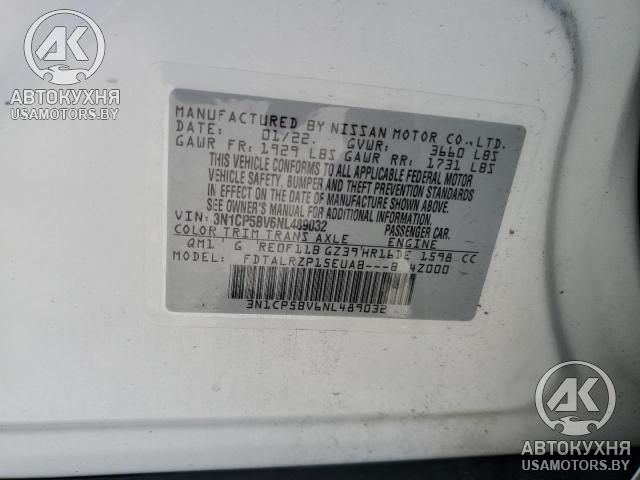 AK
АВТОКУХНЯ
USAMOTORS.BY
MANUFACTURED BY NISSAN MOTOR CO.,LTD.
DATE: 01/22. GVWR: 3660 LBS
GAWR FR: 1929 LBS GAWR RR: 1731 LBS
THIS VEHICLE CONFORMS TO ALL APPLICABLE FEDERAL MOTOR
VEHICLE SAFETY, BUMPER AND THEFT PREVENTION STANDARDS
IN EFFECT ON THE DATE OF MANUFACTURE SHOWN ABOVE.
SEE OWNER'S MANUAL FOR ADDITIONAL INFORMATION.
VIN: 3N1CP5BV6NL489032 PASSENGER CAR.
COLOR TRIM TRANS AXLE ENGINE
QM1 G RE0F11B GZ39 HR16DE 1598 CC
MODEL: FDTALRZP15EUAB---B 4Z000
3N1CP5BV6NL489032
AK
АВТОКУХНЯ
USAMOTORS.BY